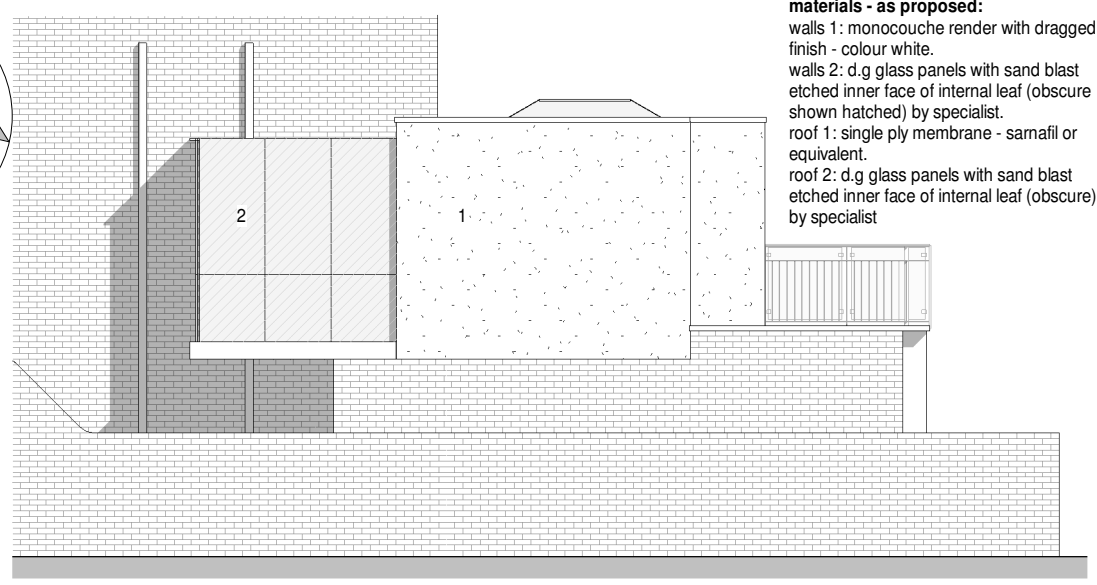 materials - as proposed:
walls 1: monocouche render with dragged
finish - colour white.
walls 2: d.g glass panels with sand blast
etched inner face of internal leaf (obscure
shown hatched) by specialist.
roof 1: single ply membrane - sarnafil or
equivalent.
roof 2: d.g glass panels with sand blast
etched inner face of internal leaf (obscure)
by specialist
2
1